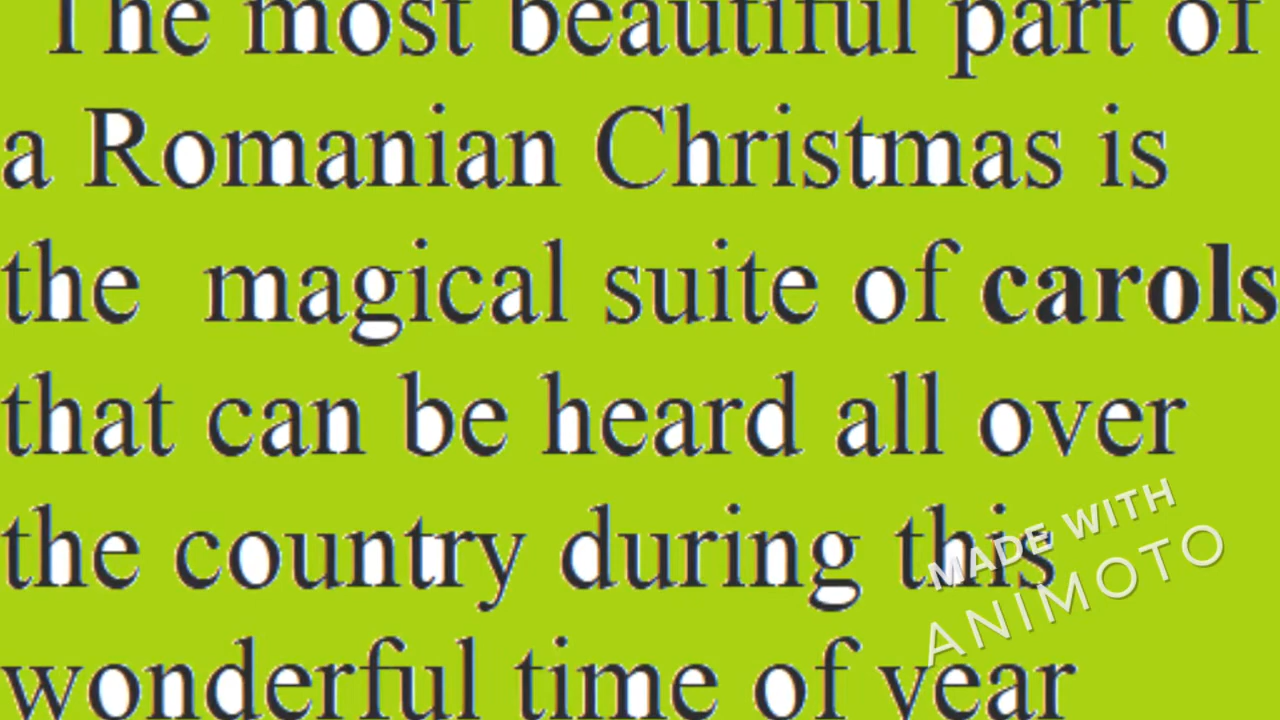 The most beautiful part of
a Romanian Christmas is
the magical suite of carols
that can be heard all over
the country during this
wonderful time of year
MADE WITH
ANIMOTO